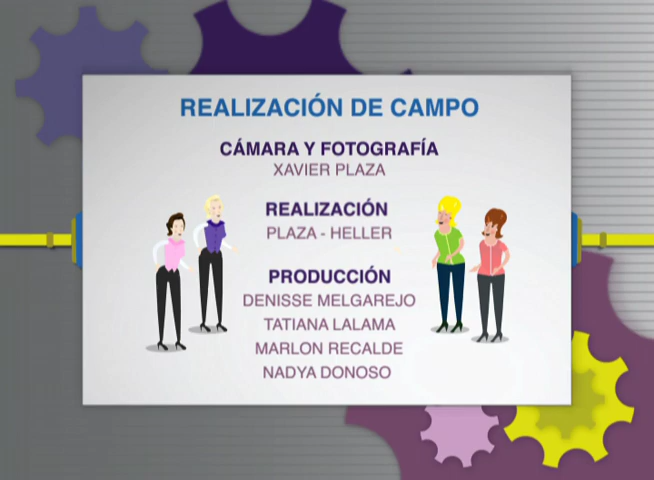 REALIZACIÓN DE CAMPO
CÁMARA Y FOTOGRAFÍA
XAVIER PLAZA
REALIZACIÓN
PLAZA - HELLER
PRODUCCIÓN
DENISSE MELGAREJO
TATIANA LALAMA
MARLON RECALDE
NADYA DONOSO